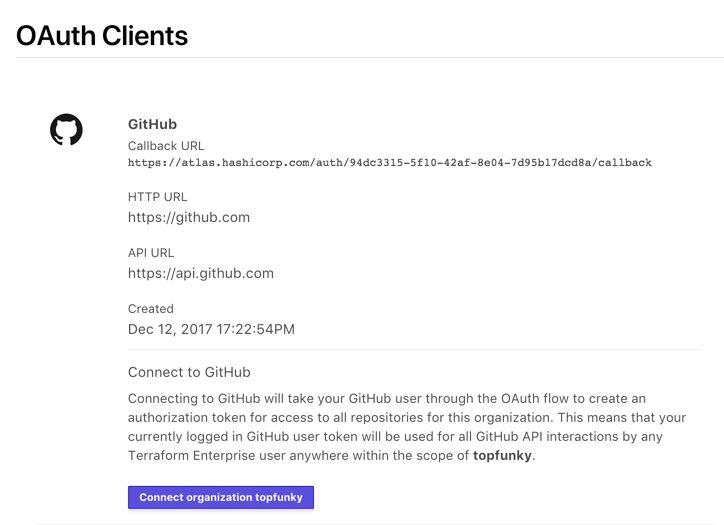 OAuth Clients
GitHub
Callback URL
https://atlas.hashicorp.com/auth/94dc3315-5f10-42af-8e04-7d95b17dcd8a/callback
HTTP URL
https://github.com
API URL
https://api.github.com
Created
Dec 12, 2017 17:22:54PM
Connect to GitHub
Connecting to GitHub will take your GitHub user through the OAuth flow to create an
authorization token for access to all repositories for this organization. This means that your
currently logged in GitHub user token will be used for all GitHub API interactions by any
Terraform Enterprise user anywhere within the scope of topfunky.
Connect organization topfunky